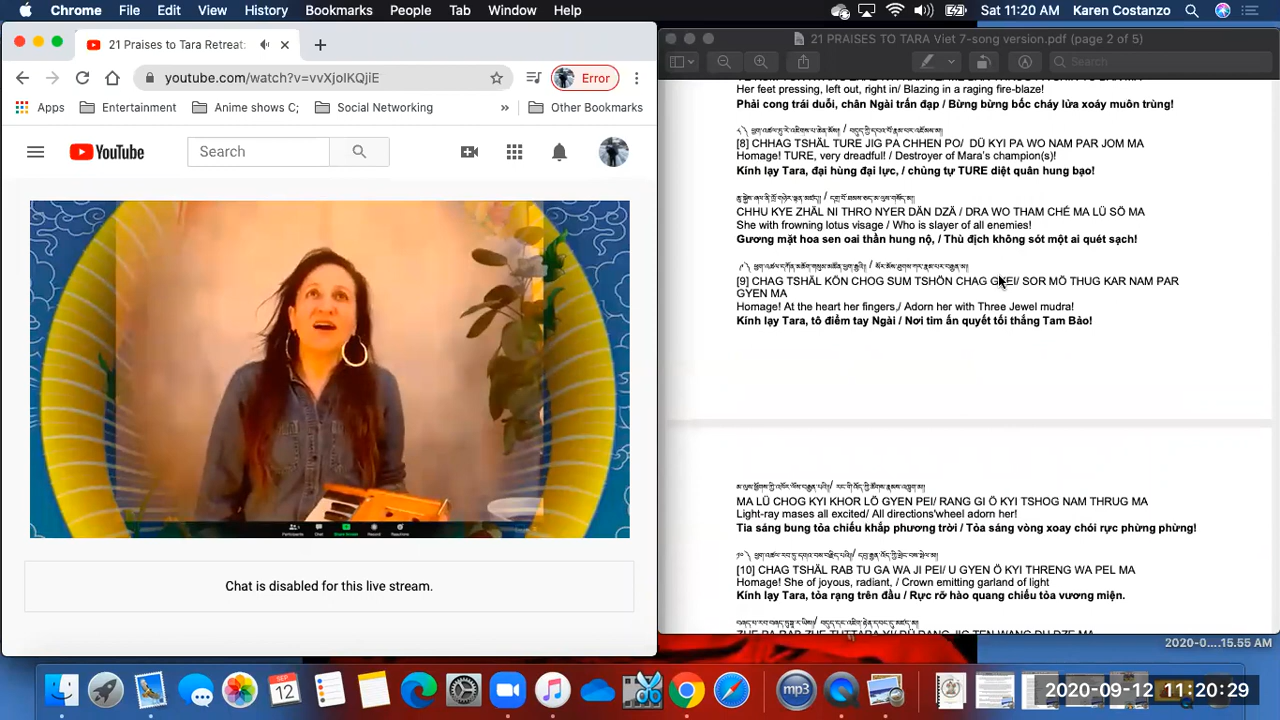 Chrome File Edit View History Bookmarks People Tab Window Help
Sat 11:20 AM Karen Costanzo
21 Praises to Tara Retreat:
youtube.com/watch?v=vvXjoIKQjiE
Error
Apps Entertainment Anime shows C; Social Networking » Other Bookmarks
YouTube
Search
Participants Chat Share Screen Record Reactions
Chat is disabled for this live stream.
21 PRAISES TO TARA Viet 7-song version.pdf (page 2 of 5)
Search
Her feet pressing, left out, right in/ Blazing in a raging fire-blaze!
Phải cong trái duỗi, chân Ngài trấn đạp / Bừng bừng bốc cháy lửa xoáy muôn trùng!
[8] CHHAG TSHÄL TURE JIG PA CHHEN PO/ DÜ KYI PA WO NAM PAR JOM MA
Homage! TURE, very dreadful! / Destroyer of Mara's champion(s)!
Kính lạy Tara, đại hùng đại lực, / chủng tự TURE diệt quân hung bạo!
CHHU KYE ZHÄL NI THRO NYER DÄN DZÄ / DRA WO THAM CHÉ MA LÜ SÖ MA
She with frowning lotus visage / Who is slayer of all enemies!
Gương mặt hoa sen oai thần hung nộ, / Thù địch không sót một ai quét sạch!
[9] CHAG TSHÄL KÖN CHOG SUM TSHÖN CHAG GYEI/ SOR MÖ THUG KAR NAM PAR
GYEN MA
Homage! At the heart her fingers,/ Adorn her with Three Jewel mudra!
Kính lạy Tara, tô điểm tay Ngài / Nơi tim ấn quyết tối thắng Tam Bảo!
MA LÜ CHOG KYI KHOR LÖ GYEN PEI/ RANG GI Ö KYI TSHOG NAM THRUG MA
Light-ray mases all excited/ All directions'wheel adorn her!
Tia sáng bung tỏa chiếu khắp phương trời / Tỏa sáng vòng xoay chói rực phừng phừng!
[10] CHAG TSHÄL RAB TU GA WA JI PEI/ U GYEN Ö KYI THRENG WA PEL MA
Homage! She of joyous, radiant, / Crown emitting garland of light
Kính lạy Tara, tỏa rạng trên đầu / Rực rỡ hào quang chiếu tỏa vương miện.
2020-0....15.55 AM
SEP
12
mp3
2020-09-12 11:20:29